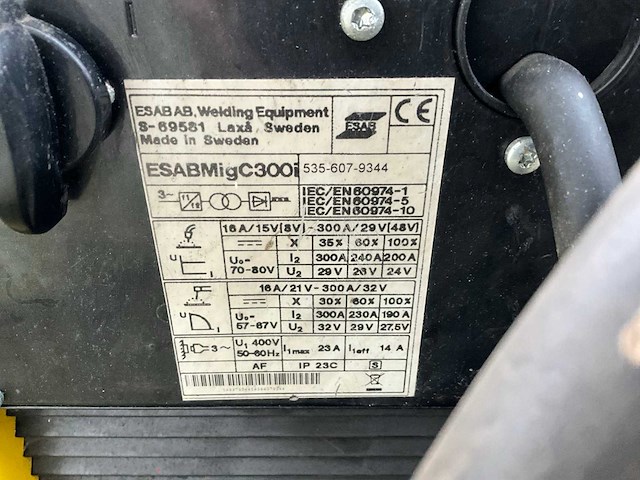 ESAB AB, Welding Equipment
S-69581 Laxå Sweden
Made in Sweden
ESAB
CE
ESABMigC300i 535-607-9344
3~
IEC/EN60974-1
IEC/EN60974-5
IEC/EN60974-10
16A/15V[8V]-300A/29V[48V]
X 35% 60% 100%
U₀- I₂ 300A 240A 200A
70-80V U₂ 29V 26V 24V
U I
16A/21V-300A/32V
X 30% 60% 100%
U₀- I₂ 300A 230A 190A
57-67V U₂ 32V 29V 27.5V
U I
3~ U₁ 400V I₁max 23A I₁eff 14A
50-60Hz
AF IP 23C S